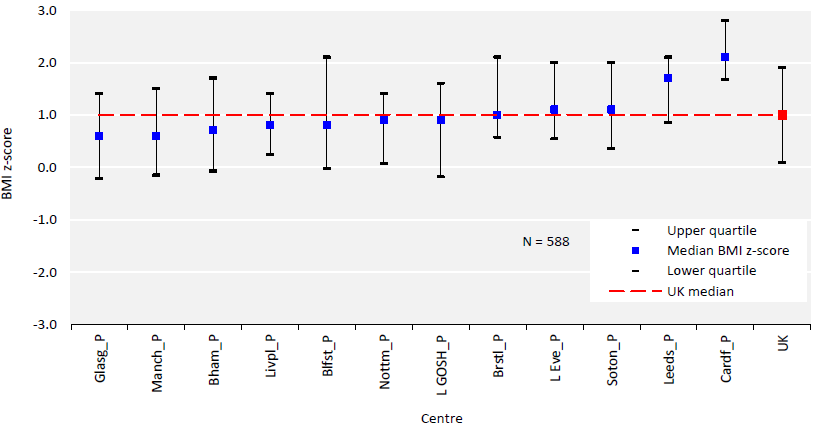 3.0
2.0
1.0
0.0
-1.0
-2.0
-3.0
BMI z-score
N = 588
Upper quartile
Median BMI z-score
Lower quartile
UK median
Glasg_P
Manch_P
Bham_P
Livpl_P
Blfst_P
Nottm_P
L GOSH_P
Brstl_P
L Eve_P
Soton_P
Leeds_P
Cardf_P
UK
Centre